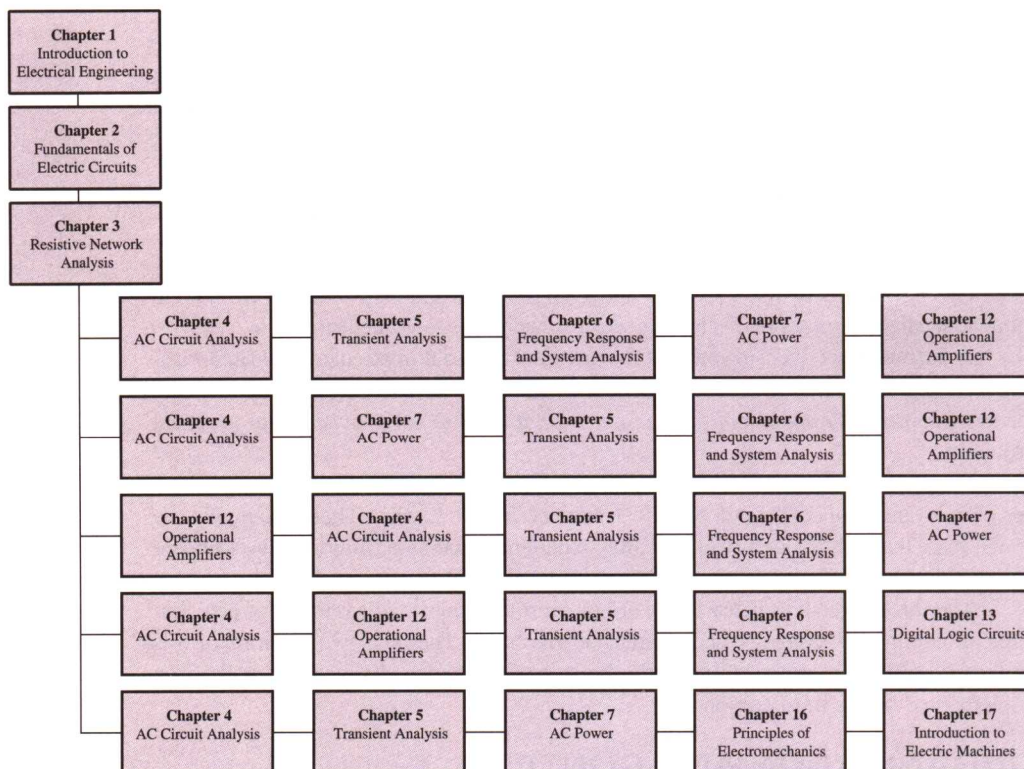 Chapter 1
Introduction to
Electrical Engineering
Chapter 2
Fundamentals of
Electric Circuits
Chapter 3
Resistive Network
Analysis
Chapter 4
AC Circuit Analysis
Chapter 5
Transient Analysis
Chapter 6
Frequency Response
and System Analysis
Chapter 7
AC Power
Chapter 12
Operational
Amplifiers
Chapter 4
AC Circuit Analysis
Chapter 7
AC Power
Chapter 5
Transient Analysis
Chapter 6
Frequency Response
and System Analysis
Chapter 12
Operational
Amplifiers
Chapter 12
Operational
Amplifiers
Chapter 4
AC Circuit Analysis
Chapter 5
Transient Analysis
Chapter 6
Frequency Response
and System Analysis
Chapter 7
AC Power
Chapter 4
AC Circuit Analysis
Chapter 12
Operational
Amplifiers
Chapter 5
Transient Analysis
Chapter 6
Frequency Response
and System Analysis
Chapter 13
Digital Logic Circuits
Chapter 4
AC Circuit Analysis
Chapter 5
Transient Analysis
Chapter 7
AC Power
Chapter 16
Principles of
Electromechanics
Chapter 17
Introduction to
Electric Machines